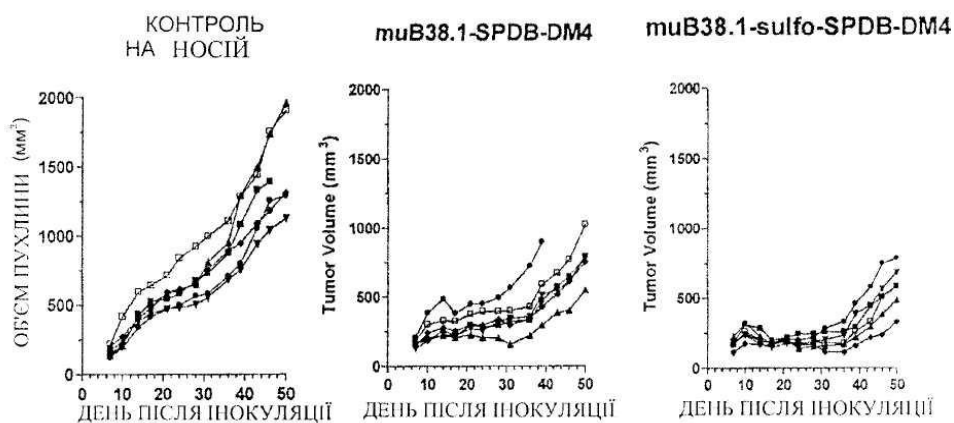 КОНТРОЛЬ
НА НОСІЙ
muB38.1-SPDB-DM4
muB38.1-sulfo-SPDB-DM4
ОБ'ЄМ ПУХЛИНИ (мм³)
2000
1500
1000
500
0
0 10 20 30 40 50
ДЕНЬ ПІСЛЯ ІНОКУЛЯЦІЇ
Tumor Volume (mm³)
2000
1500
1000
500
0
0 10 20 30 40 50
ДЕНЬ ПІСЛЯ ІНОКУЛЯЦІЇ
Tumor Volume (mm³)
2000
1500
1000
500
0
0 10 20 30 40 50
ДЕНЬ ПІСЛЯ ІНОКУЛЯЦІЇ